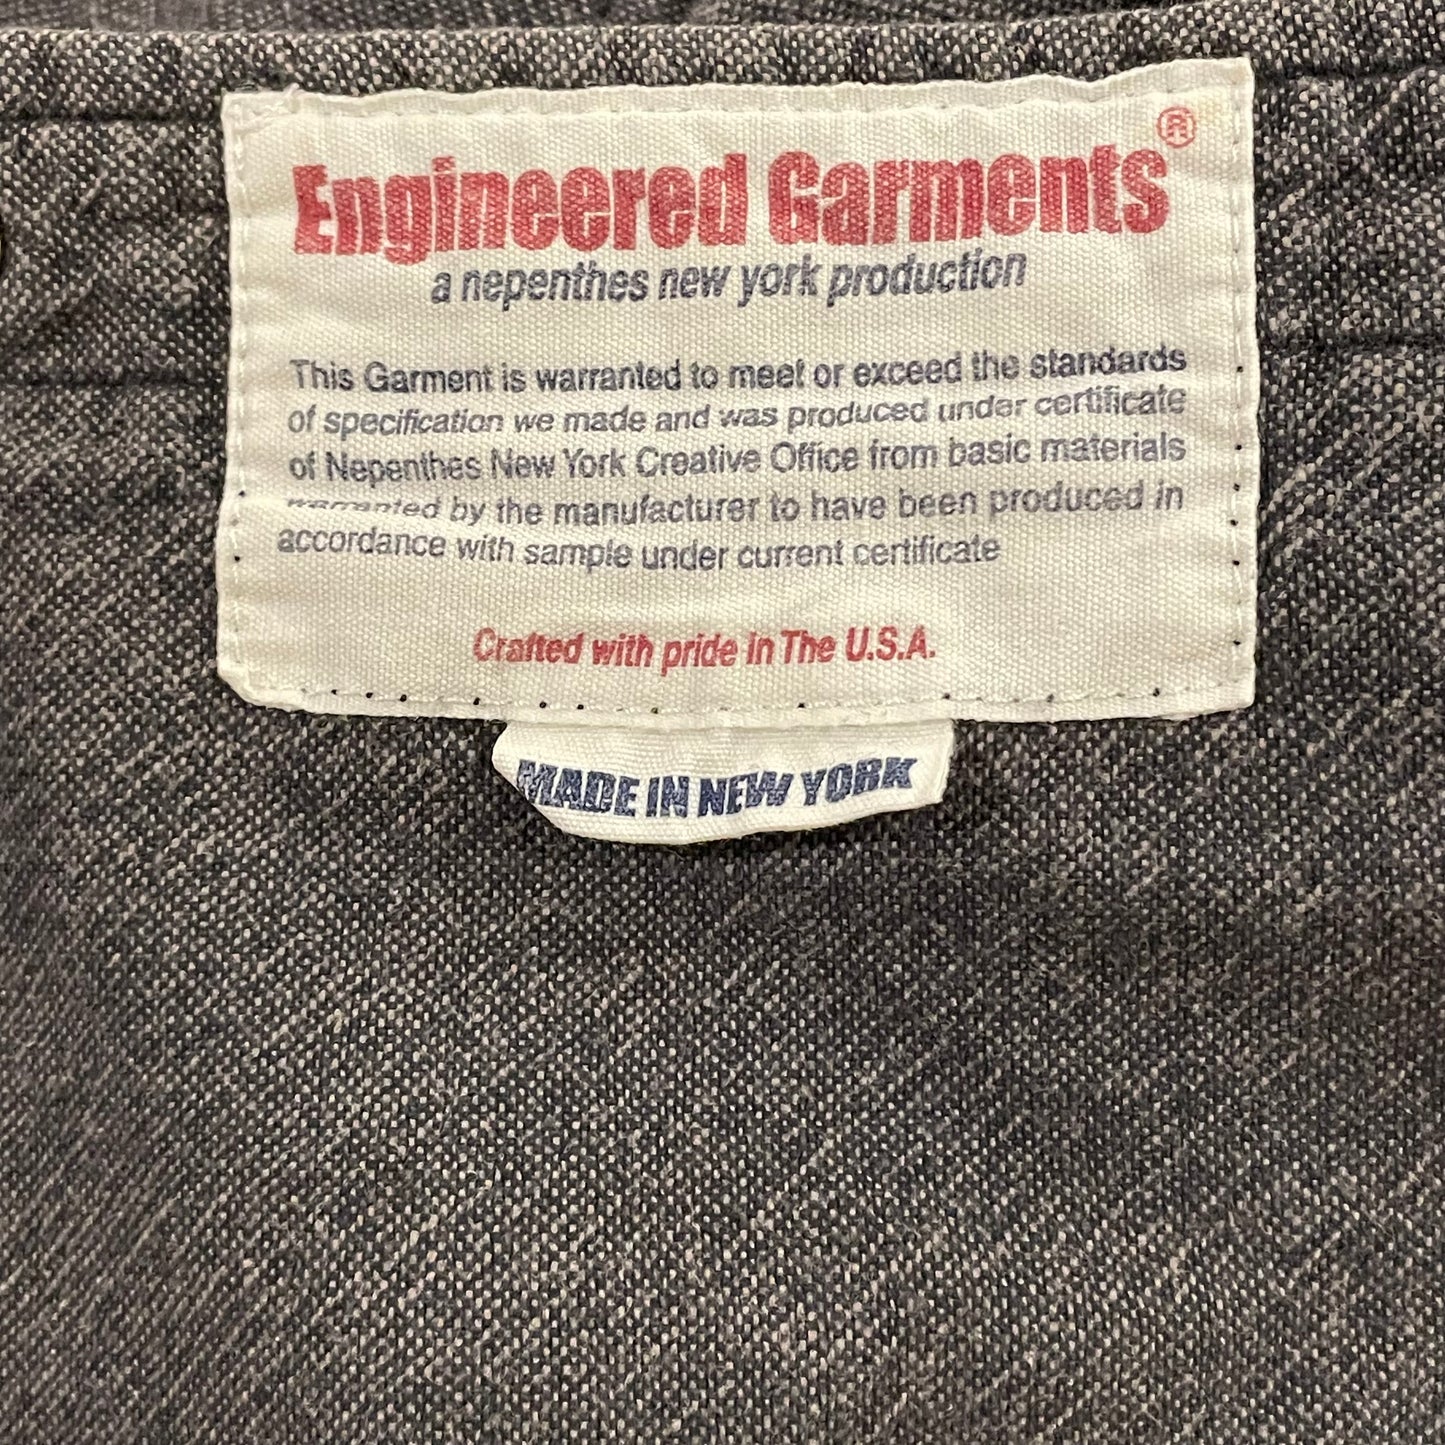 Engineered Garments®
a nepenthes new york production
This Garment is warranted to meet or exceed the standards
of specification we made and was produced under certificate
of Nepenthes New York Creative Office from basic materials
warranted by the manufacturer to have been produced in
accordance with sample under current certificate
Crafted with pride in The U.S.A.
MADE IN NEW YORK